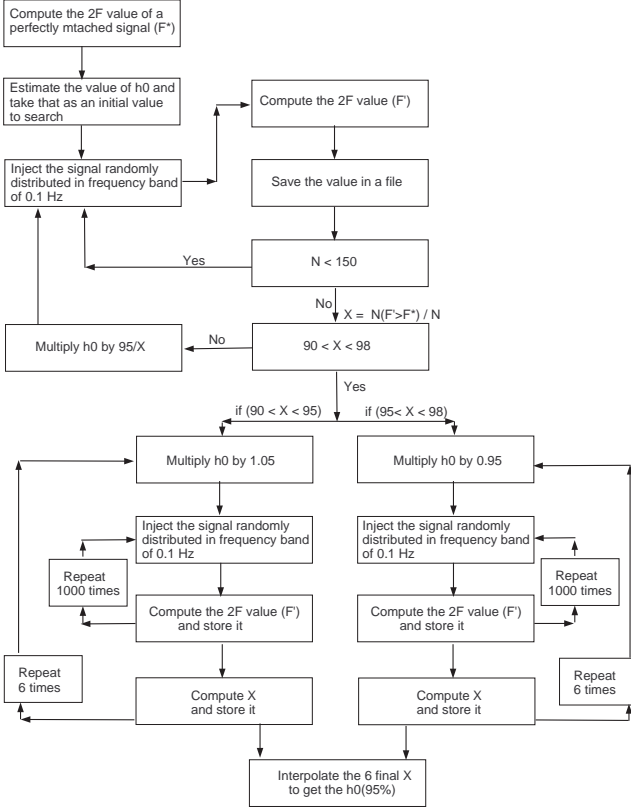 Compute the 2F value of a
perfectly mtached signal (F*)
Estimate the value of h0 and
take that as an initial value
to search
Inject the signal randomly
distributed in frequency band
of 0.1 Hz
Compute the 2F value (F')
Save the value in a file
N < 150
Yes
No
X = N(F'>F*) / N
90 < X < 98
No
Multiply h0 by 95/X
Yes
if (90 < X < 95)
if (95< X < 98)
Multiply h0 by 1.05
Multiply h0 by 0.95
Inject the signal randomly
distributed in frequency band
of 0.1 Hz
Inject the signal randomly
distributed in frequency band
of 0.1 Hz
Repeat
1000 times
Repeat
1000 times
Compute the 2F value (F')
and store it
Compute the 2F value (F')
and store it
Repeat
6 times
Repeat
6 times
Compute X
and store it
Compute X
and store it
Interpolate the 6 final X
to get the h0(95%)